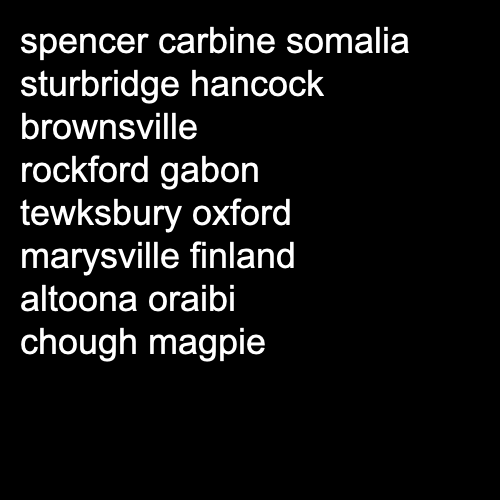 spencer carbine somalia
sturbridge hancock
brownsville
rockford gabon
tewksbury oxford
marysville finland
altoona oraibi
chough magpie